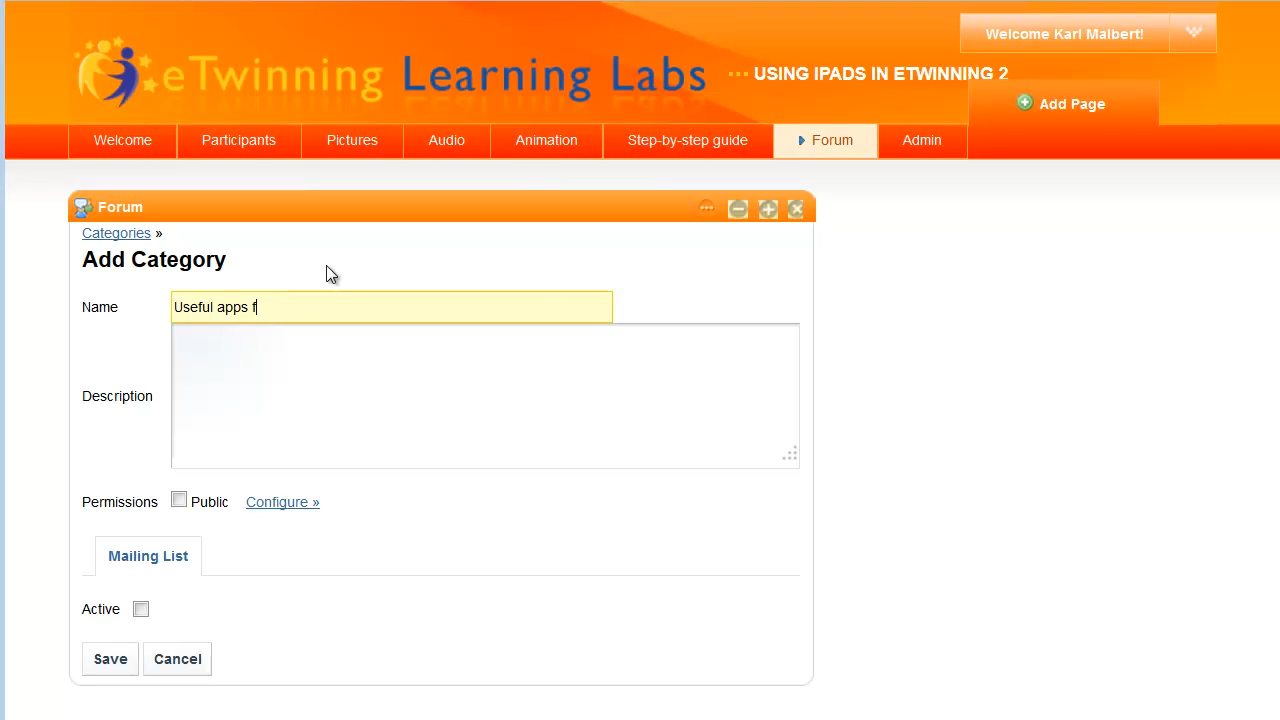 Welcome Karl Malbert!
eTwinning Learning Labs
USING IPADS IN ETWINNING 2
Add Page
Welcome
Participants
Pictures
Audio
Animation
Step-by-step guide
Forum
Admin
Forum
Categories »
Add Category
Name
Useful apps f
Description
Permissions
Public
Configure »
Mailing List
Active
Save
Cancel